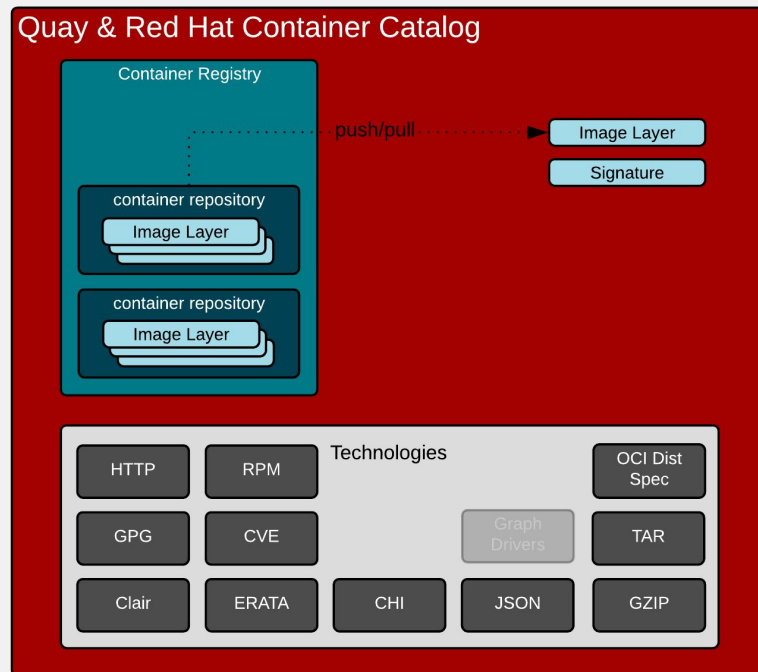 Quay & Red Hat Container Catalog
Container Registry
push/pull
Image Layer
Signature
container repository
Image Layer
container repository
Image Layer
Technologies
HTTP
RPM
OCI Dist
Spec
GPG
CVE
Graph
Drivers
TAR
Clair
ERATA
CHI
JSON
GZIP